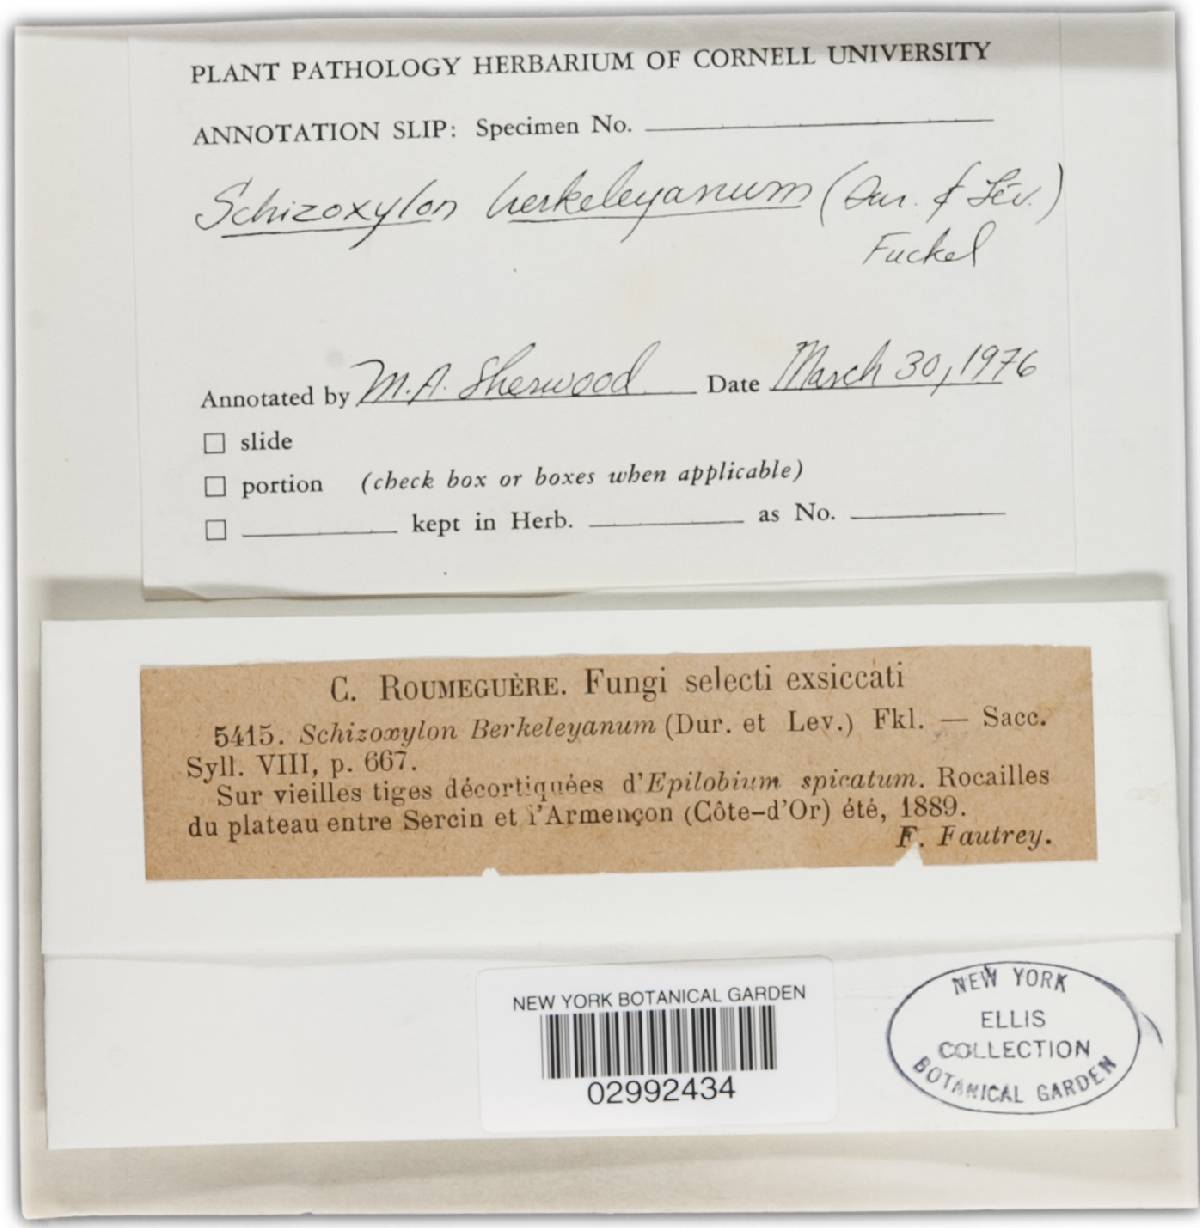 PLANT PATHOLOGY HERBARIUM OF CORNELL UNIVERSITY
ANNOTATION SLIP: Specimen No.
Schizoxylon berkeleyanum (Dur. & Lév.)
Fuckel
Annotated by M.A. Sherwood Date March 30, 1976
☐ slide
☐ portion (check box or boxes when applicable)
☐ kept in Herb. as No.
C. ROUMEGUÈRE. Fungi selecti exsiccati
5415. Schizoxylon Berkeleyanum (Dur. et Lev.) Fkl. — Sacc.
Syll. VIII, p. 667.
Sur vieilles tiges décortiquées d'Epilobium spicatum. Rocailles
du plateau entre Sercin et l'Armençon (Côte-d'Or) été, 1889.
F. Fautrey.
NEW YORK BOTANICAL GARDEN
02992434
NEW YORK
ELLIS
COLLECTION
BOTANICAL GARDEN